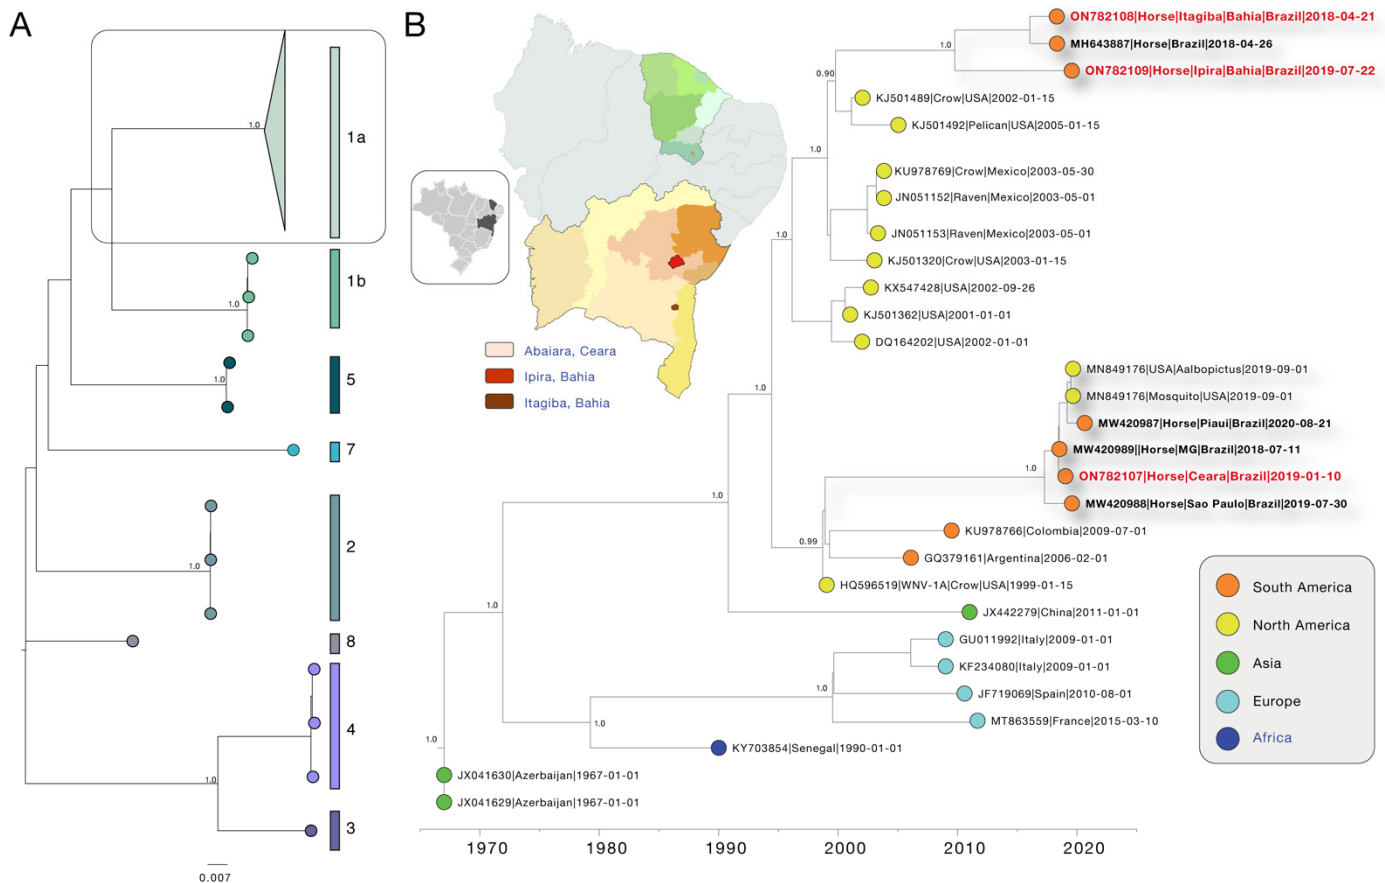 A
1.0
1a
1.0
1b
1.0
5
7
1.0
2
8
4
1.0
3
0.007
B
Abaiara, Ceara
Ipira, Bahia
Itagiba, Bahia
ON782108|Horse|Itagiba|Bahia|Brazil|2018-04-21
1.0
MH643887|Horse|Brazil|2018-04-26
ON782109|Horse|Ipira|Bahia|Brazil|2019-07-22
0.90
KJ501489|Crow|USA|2002-01-15
KJ501492|Pelican|USA|2005-01-15
1.0
KU978769|Crow|Mexico|2003-05-30
JN051152|Raven|Mexico|2003-05-01
JN051153|Raven|Mexico|2003-05-01
1.0
KJ501320|Crow|USA|2003-01-15
KX547428|USA|2002-09-26
KJ501362|USA|2001-01-01
DQ164202|USA|2002-01-01
MN849176|USA|Aalbopictus|2019-09-01
1.0
MN849176|Mosquito|USA|2019-09-01
MW420987|Horse|Piaui|Brazil|2020-08-21
MW420989||Horse|MG|Brazil|2018-07-11
1.0
ON782107|Horse|Ceara|Brazil|2019-01-10
1.0
MW420988|Horse|Sao Paulo|Brazil|2019-07-30
KU978766|Colombia|2009-07-01
0.99
GQ379161|Argentina|2006-02-01
HQ596519|WNV-1A|Crow|USA|1999-01-15
1.0
JX442279|China|2011-01-01
GU011992|Italy|2009-01-01
KF234080|Italy|2009-01-01
1.0
JF719069|Spain|2010-08-01
1.0
MT863559|France|2015-03-10
1.0
KY703854|Senegal|1990-01-01
JX041630|Azerbaijan|1967-01-01
JX041629|Azerbaijan|1967-01-01
1970
1980
1990
2000
2010
2020
South America
North America
Asia
Europe
Africa